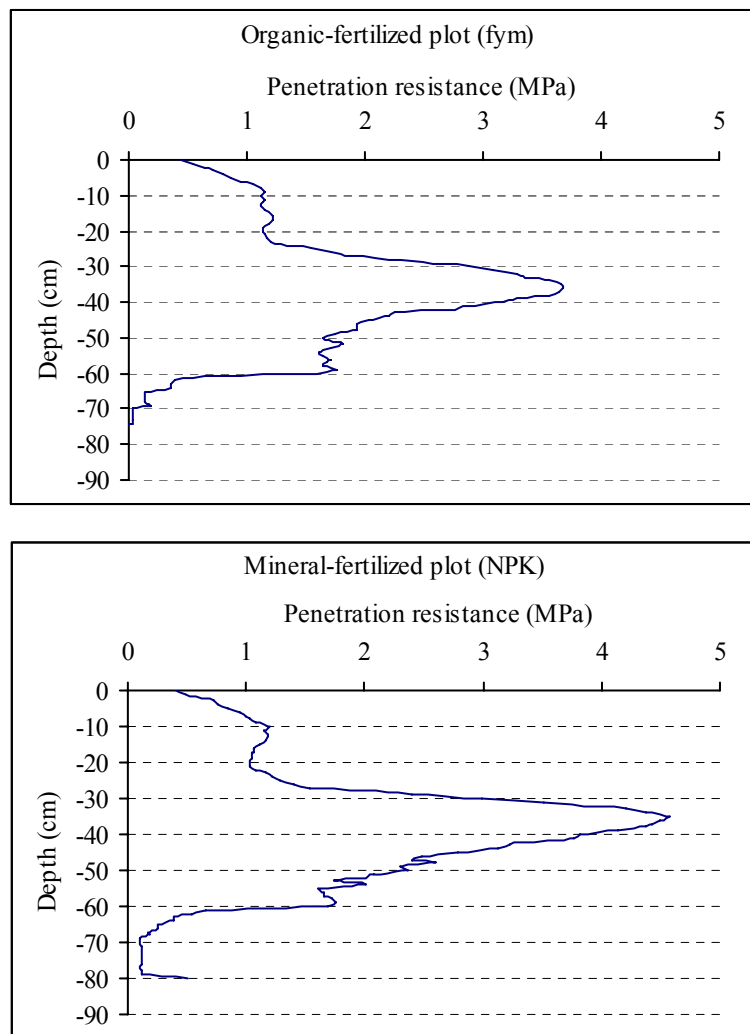 Organic-fertilized plot (fym)
Penetration resistance (MPa)
0 1 2 3 4 5
0
-10
-20
-30
-40
-50
-60
-70
-80
-90
Depth (cm)
Mineral-fertilized plot (NPK)
Penetration resistance (MPa)
0 1 2 3 4 5
0
-10
-20
-30
-40
-50
-60
-70
-80
-90
Depth (cm)